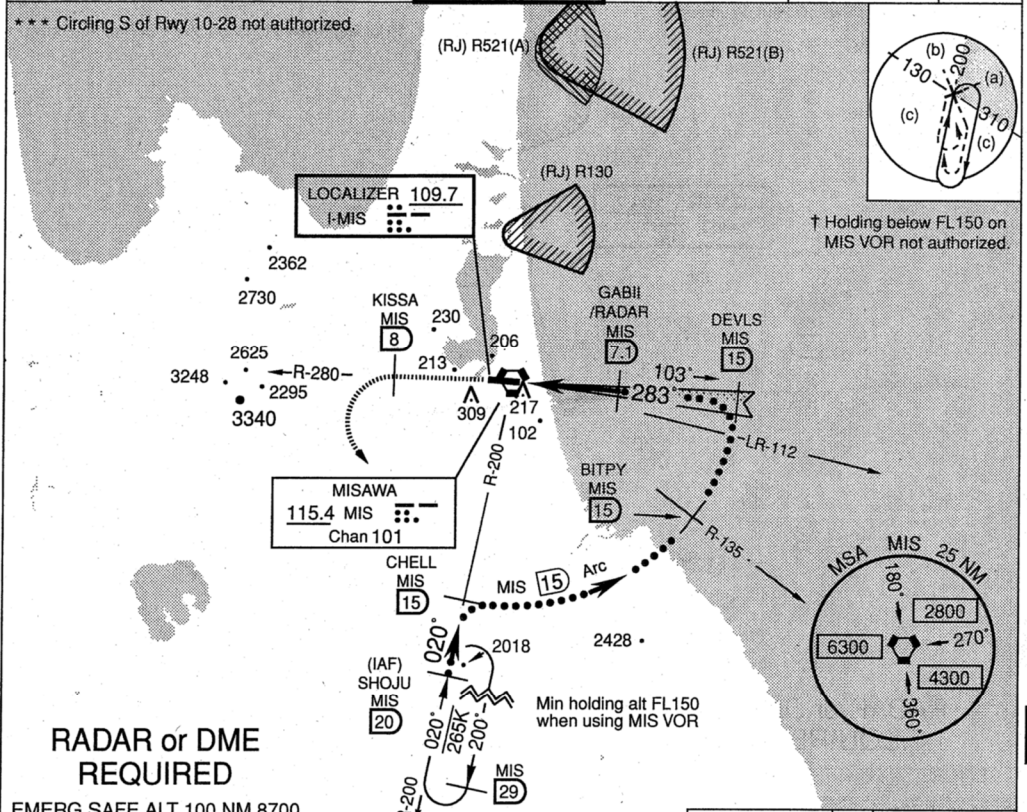 * * * Circling S of Rwy 10-28 not authorized.
(RJ) R521(A)
(RJ) R521(B)
(b)
200
130
(a)
(c)
310
(c)
(RJ) R130
LOCALIZER 109.7
I-MIS
† Holding below FL150 on
MIS VOR not authorized.
2362
2730
KISSA
MIS
8
230
GABII
/RADAR
MIS
7.1
DEVLS
MIS
15
206
213
2625
R-280
3248
2295
3340
103°
283°
309
217
102
LR-112
R-200
BITPY
MIS
15
R-135
MISAWA
115.4 MIS
Chan 101
CHELL
MIS
15
MIS 15 Arc
MSA MIS 25 NM
180°
2800
6300
270°
4300
360°
020°
2018
2428
(IAF)
SHOJU
MIS
20
Min holding alt FL150
when using MIS VOR
020°
265K
200°
RADAR or DME
REQUIRED
MIS
29
-200
EMERG SAFE ALT 100 NM 8700